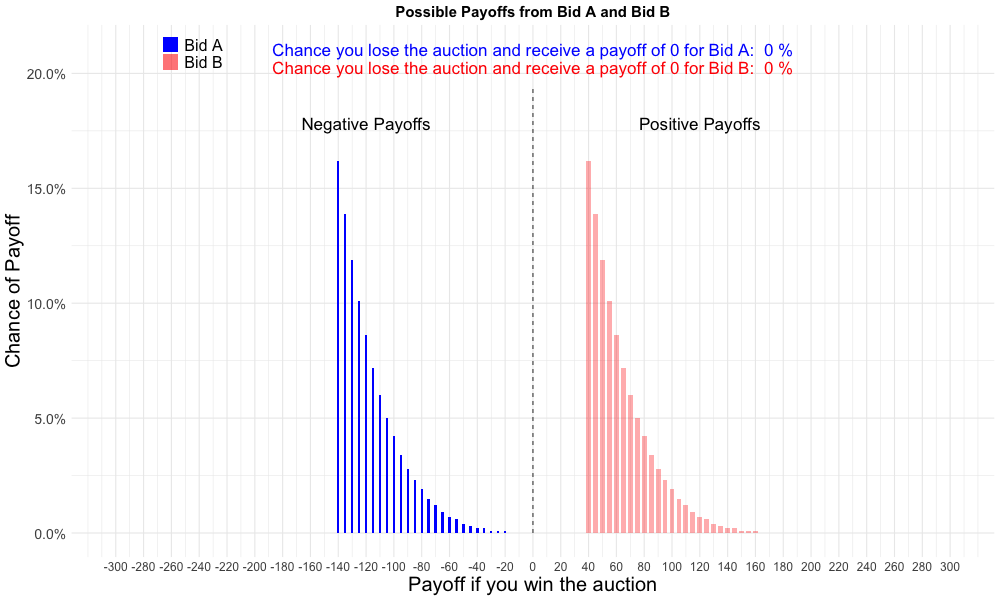 Possible Payoffs from Bid A and Bid B
Bid A
Bid B
Chance you lose the auction and receive a payoff of 0 for Bid A:  0 %
Chance you lose the auction and receive a payoff of 0 for Bid B:  0 %
Negative Payoffs
Positive Payoffs
Chance of Payoff
20.0%
15.0%
10.0%
5.0%
0.0%
-300 -280 -260 -240 -220 -200 -180 -160 -140 -120 -100 -80 -60 -40 -20 0 20 40 60 80 100 120 140 160 180 200 220 240 260 280 300
Payoff if you win the auction